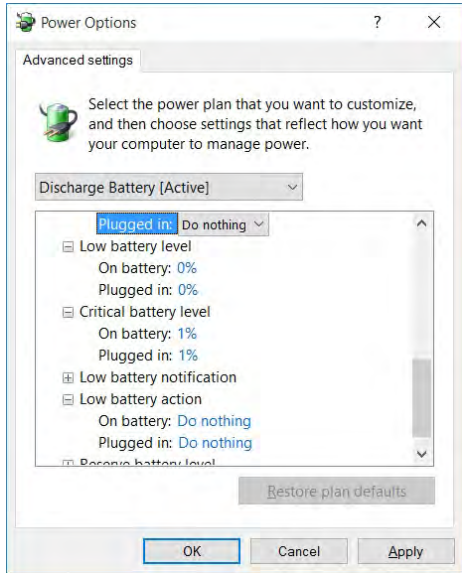 Power Options
?
Advanced settings
Select the power plan that you want to customize,
and then choose settings that reflect how you want
your computer to manage power.
Discharge Battery [Active]
Plugged in: Do nothing
Low battery level
On battery: 0%
Plugged in: 0%
Critical battery level
On battery: 1%
Plugged in: 1%
Low battery notification
Low battery action
On battery: Do nothing
Plugged in: Do nothing
Reserve battery level
Restore plan defaults
OK Cancel Apply